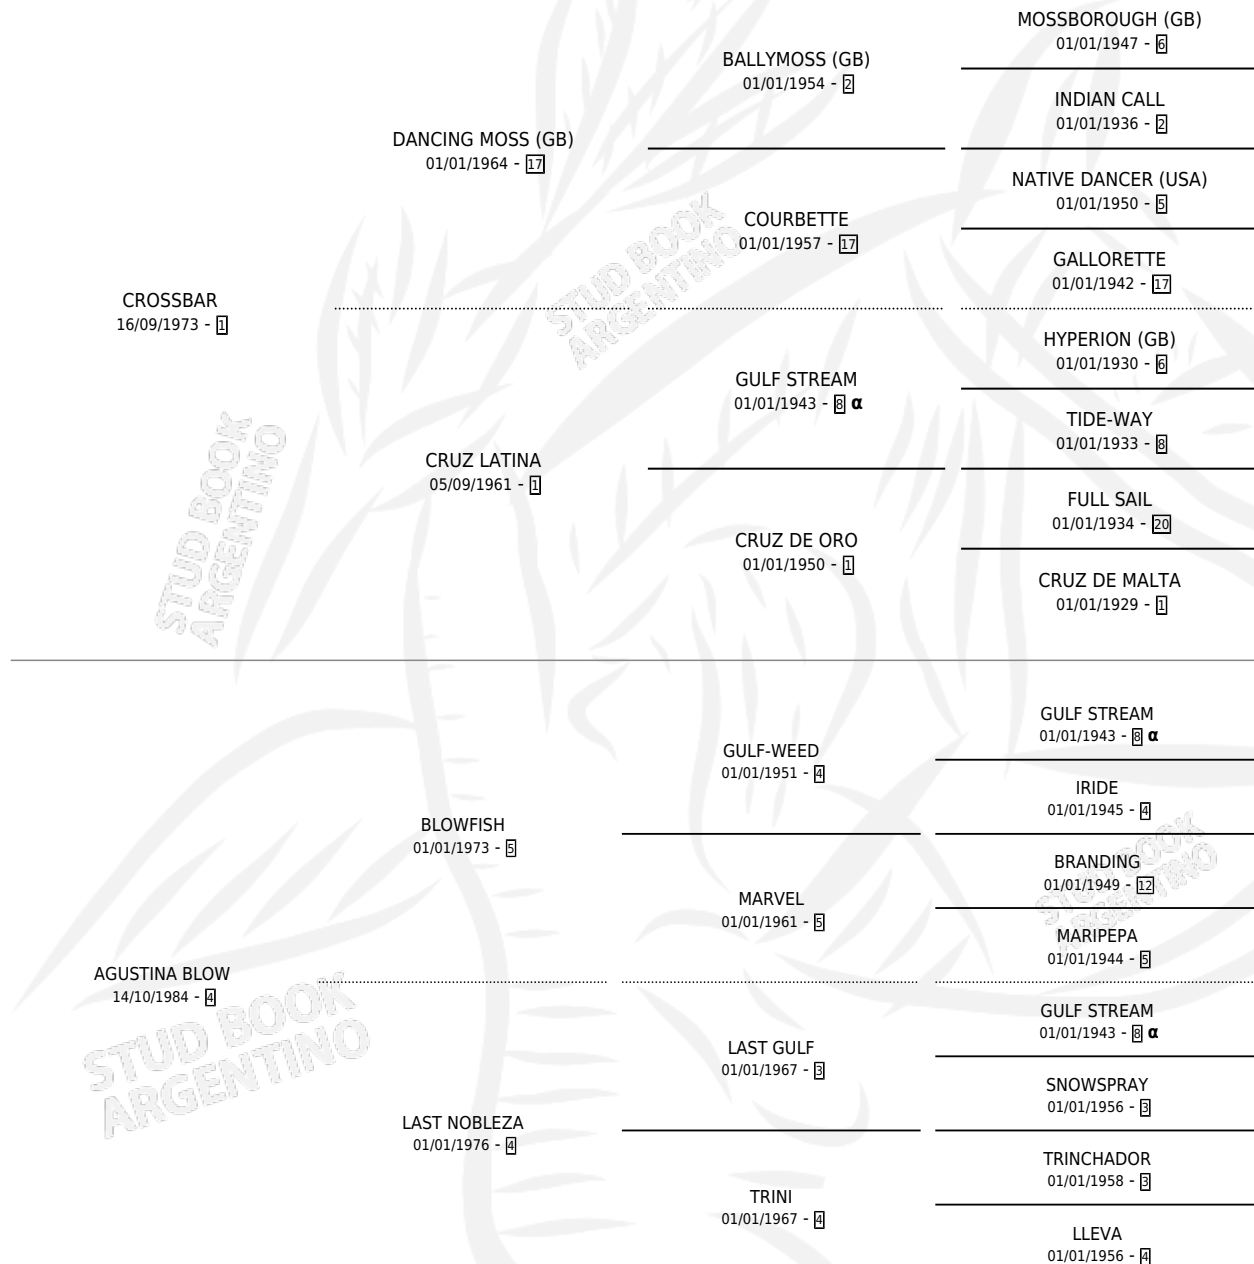 MOSSBOROUGH (GB)
01/01/1947 - 6
BALLYMOSS (GB)
01/01/1954 - 2
INDIAN CALL
01/01/1936 - 2
DANCING MOSS (GB)
01/01/1964 - 17
NATIVE DANCER (USA)
01/01/1950 - 5
COURBETTE
01/01/1957 - 17
GALLORETTE
01/01/1942 - 17
CROSSBAR
16/09/1973 - 1
HYPERION (GB)
01/01/1930 - 6
GULF STREAM
01/01/1943 - 8 α
TIDE-WAY
01/01/1933 - 8
CRUZ LATINA
05/09/1961 - 1
FULL SAIL
01/01/1934 - 20
CRUZ DE ORO
01/01/1950 - 1
CRUZ DE MALTA
01/01/1929 - 1
GULF STREAM
01/01/1943 - 8 α
GULF-WEED
01/01/1951 - 4
IRIDE
01/01/1945 - 4
BLOWFISH
01/01/1973 - 5
BRANDING
01/01/1949 - 12
MARVEL
01/01/1961 - 5
MARIPEPA
01/01/1944 - 5
AGUSTINA BLOW
14/10/1984 - 4
GULF STREAM
01/01/1943 - 8 α
LAST GULF
01/01/1967 - 3
SNOWSPRAY
01/01/1956 - 3
LAST NOBLEZA
01/01/1976 - 4
TRINCHADOR
01/01/1958 - 3
TRINI
01/01/1967 - 4
LLEVA
01/01/1956 - 4
STUD BOOK
ARGENTINO
STUD BOOK
ARGENTINO
STUD BOOK
ARGENTINO
STUD BOOK
ARGENTINO